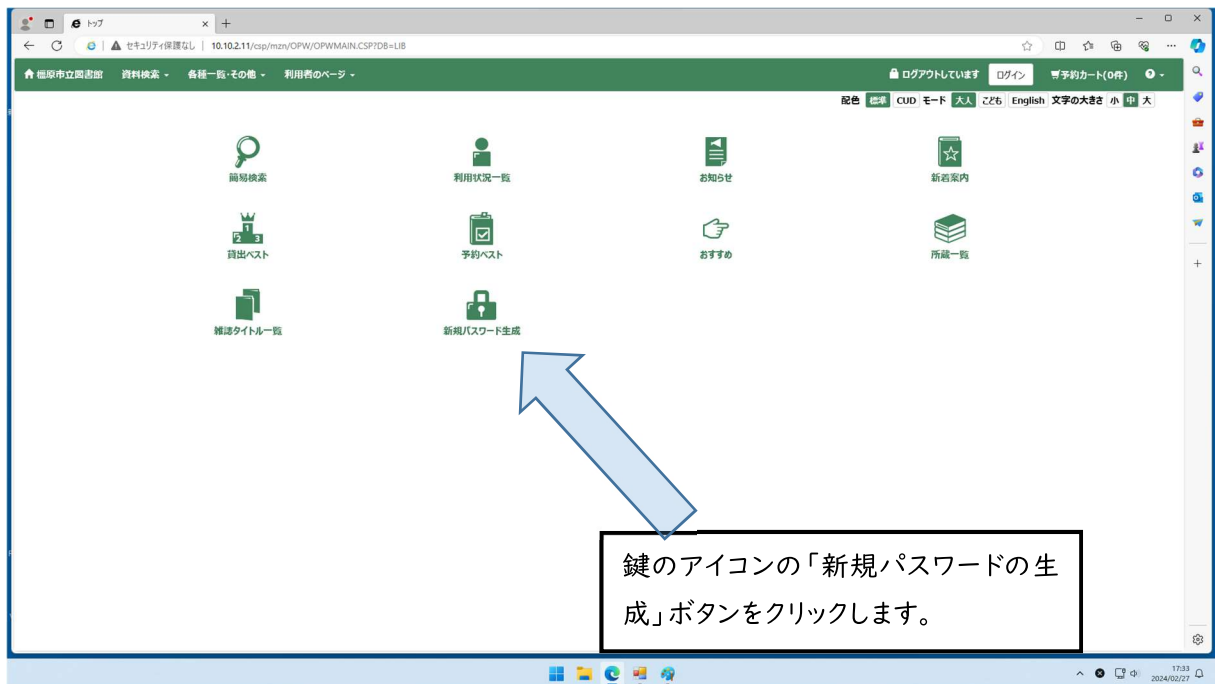 トップ
セキュリティ保護なし | 10.10.2.11/csp/mzn/OPW/OPWMAIN.CSP?DB=LIB
橿原市立図書館 資料検索 各種一覧・その他 利用者のページ ログアウトしています ログイン 予約カート(0件)
配色 標準 CUD モード 大人 こども English 文字の大きさ 小 中 大
簡易検索 利用状況一覧 お知らせ 新着案内
1
2 3
貸出ベスト 予約ベスト おすすめ 所蔵一覧
雑誌タイトル一覧 新規パスワード生成
鍵のアイコンの「新規パスワードの生
成」ボタンをクリックします。
17:33
2024/02/27